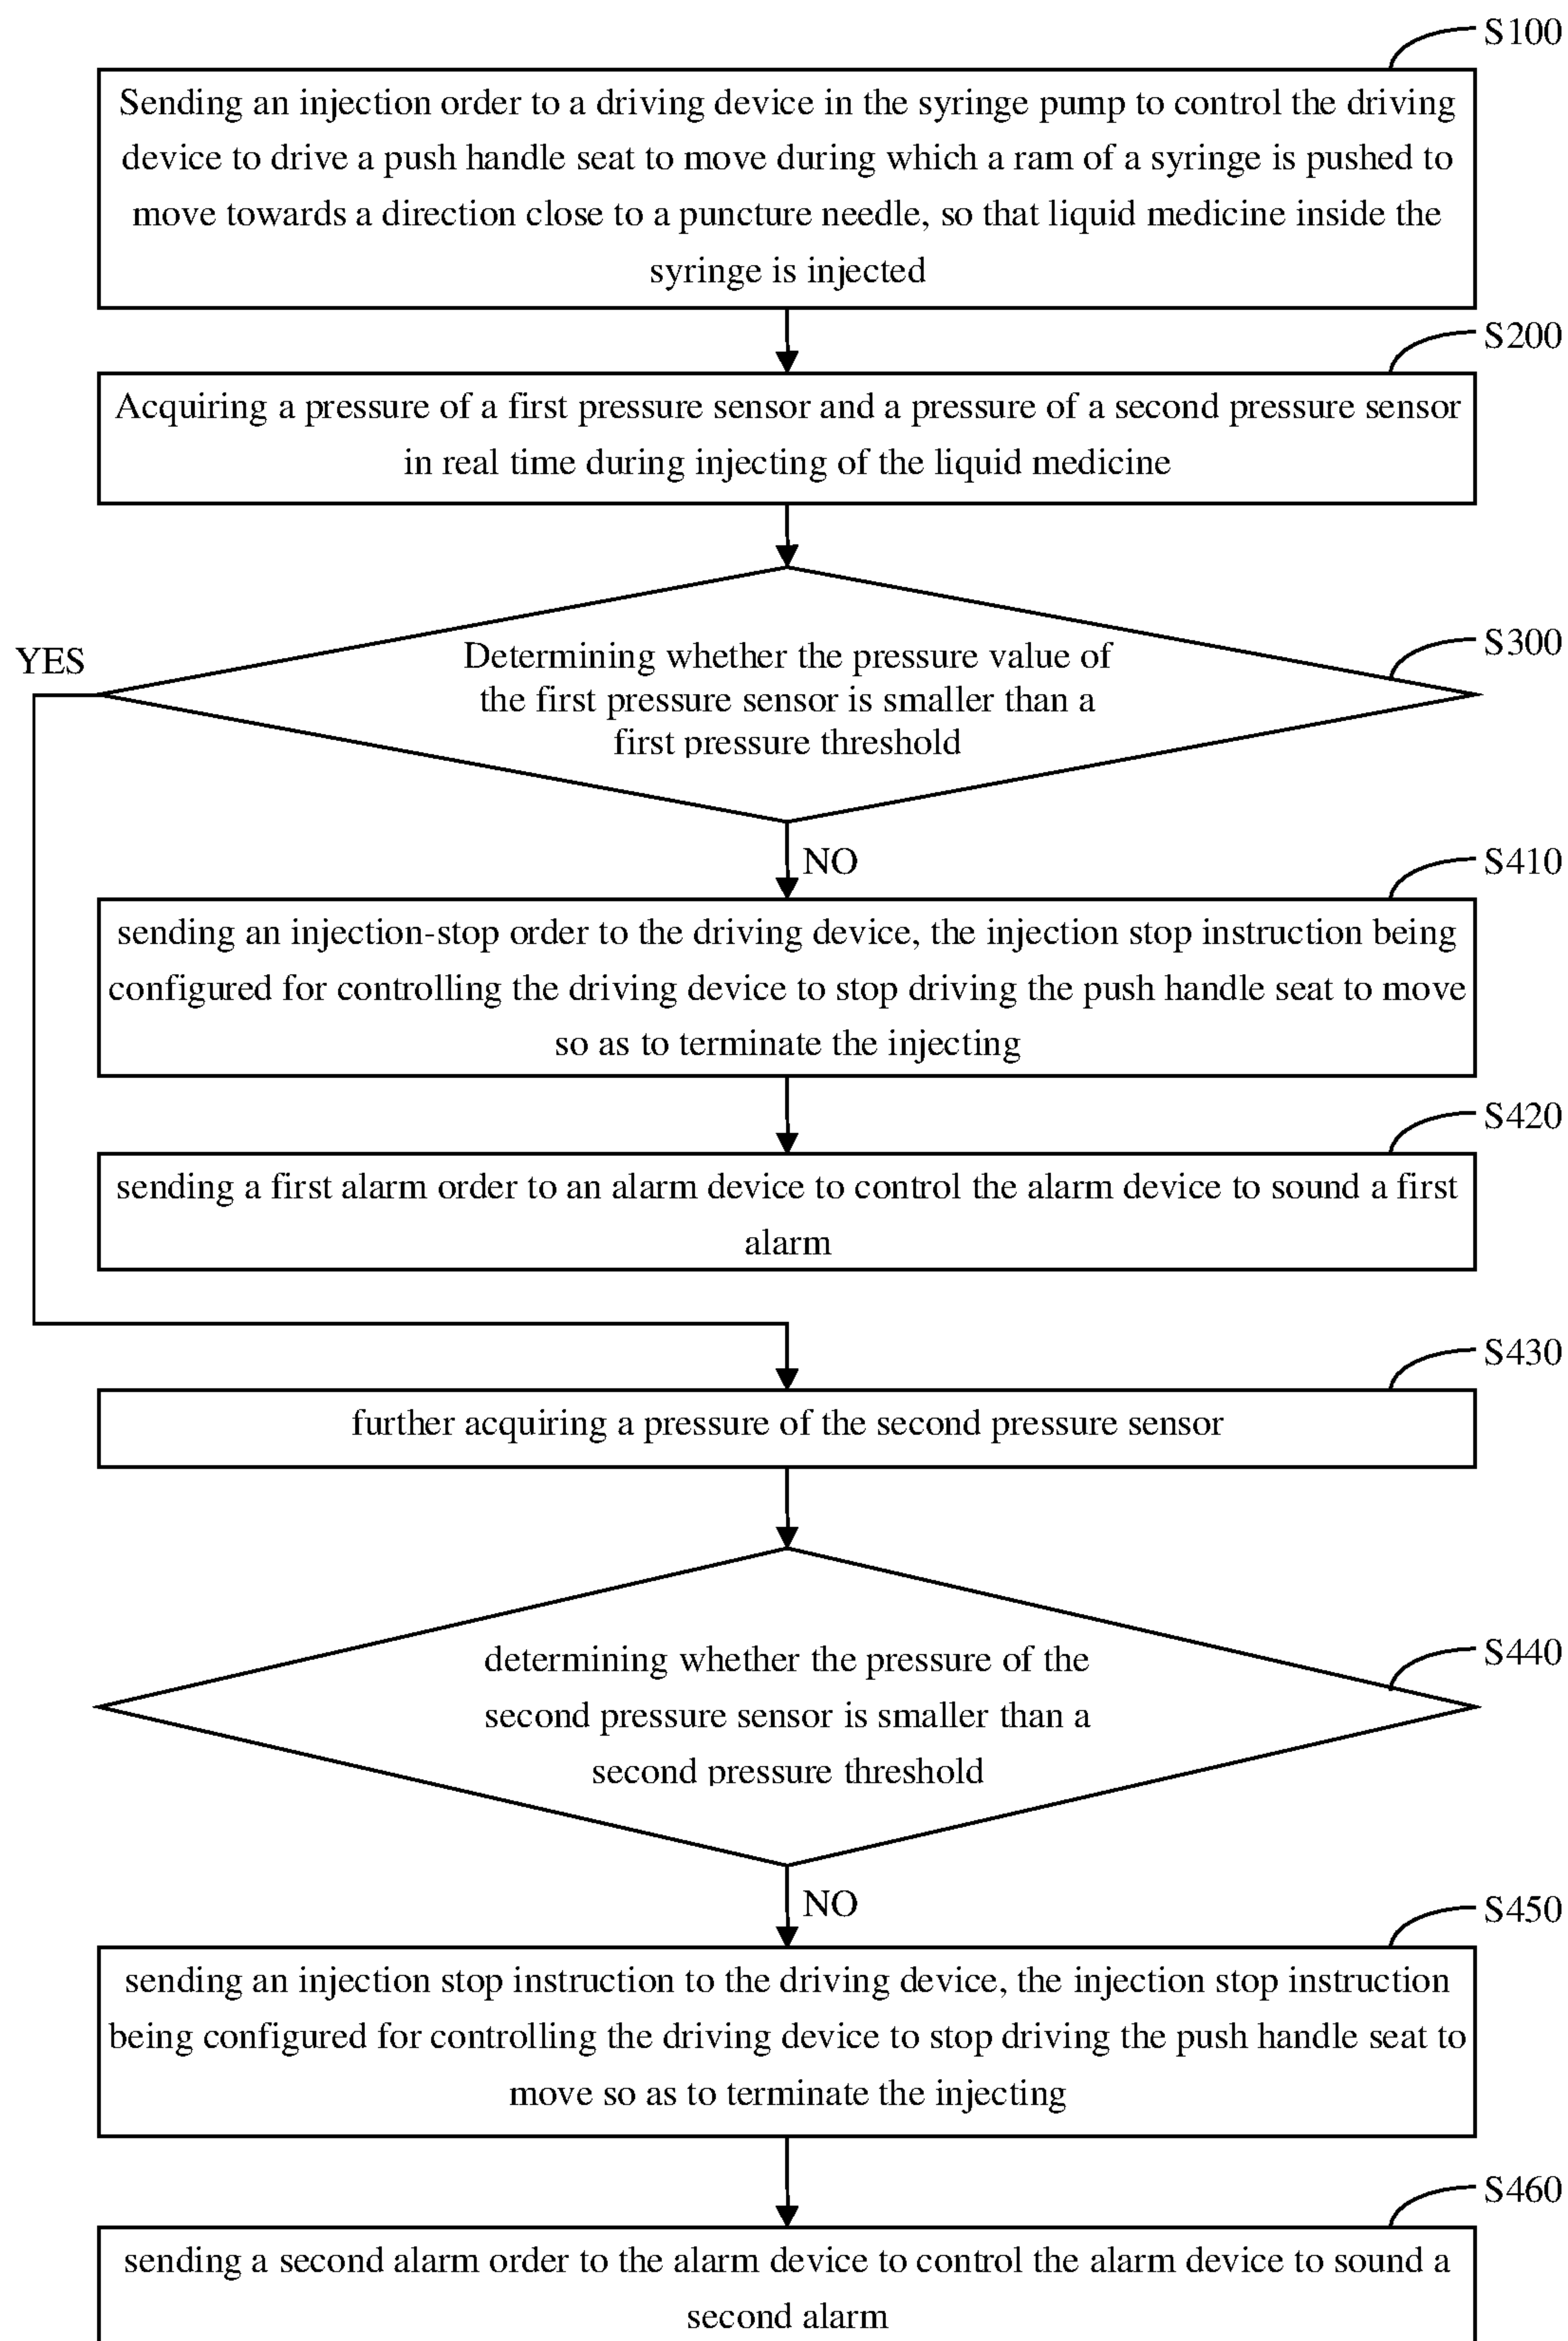 S100
Sending an injection order to a driving device in the syringe pump to control the driving
device to drive a push handle seat to move during which a ram of a syringe is pushed to
move towards a direction close to a puncture needle, so that liquid medicine inside the
syringe is injected
S200
Acquiring a pressure of a first pressure sensor and a pressure of a second pressure sensor
in real time during injecting of the liquid medicine
S300
YES
Determining whether the pressure value of
the first pressure sensor is smaller than a
first pressure threshold
NO
S410
sending an injection-stop order to the driving device, the injection stop instruction being
configured for controlling the driving device to stop driving the push handle seat to move
so as to terminate the injecting
S420
sending a first alarm order to an alarm device to control the alarm device to sound a first
alarm
S430
further acquiring a pressure of the second pressure sensor
S440
determining whether the pressure of the
second pressure sensor is smaller than a
second pressure threshold
NO
S450
sending an injection stop instruction to the driving device, the injection stop instruction
being configured for controlling the driving device to stop driving the push handle seat to
move so as to terminate the injecting
S460
sending a second alarm order to the alarm device to control the alarm device to sound a
second alarm